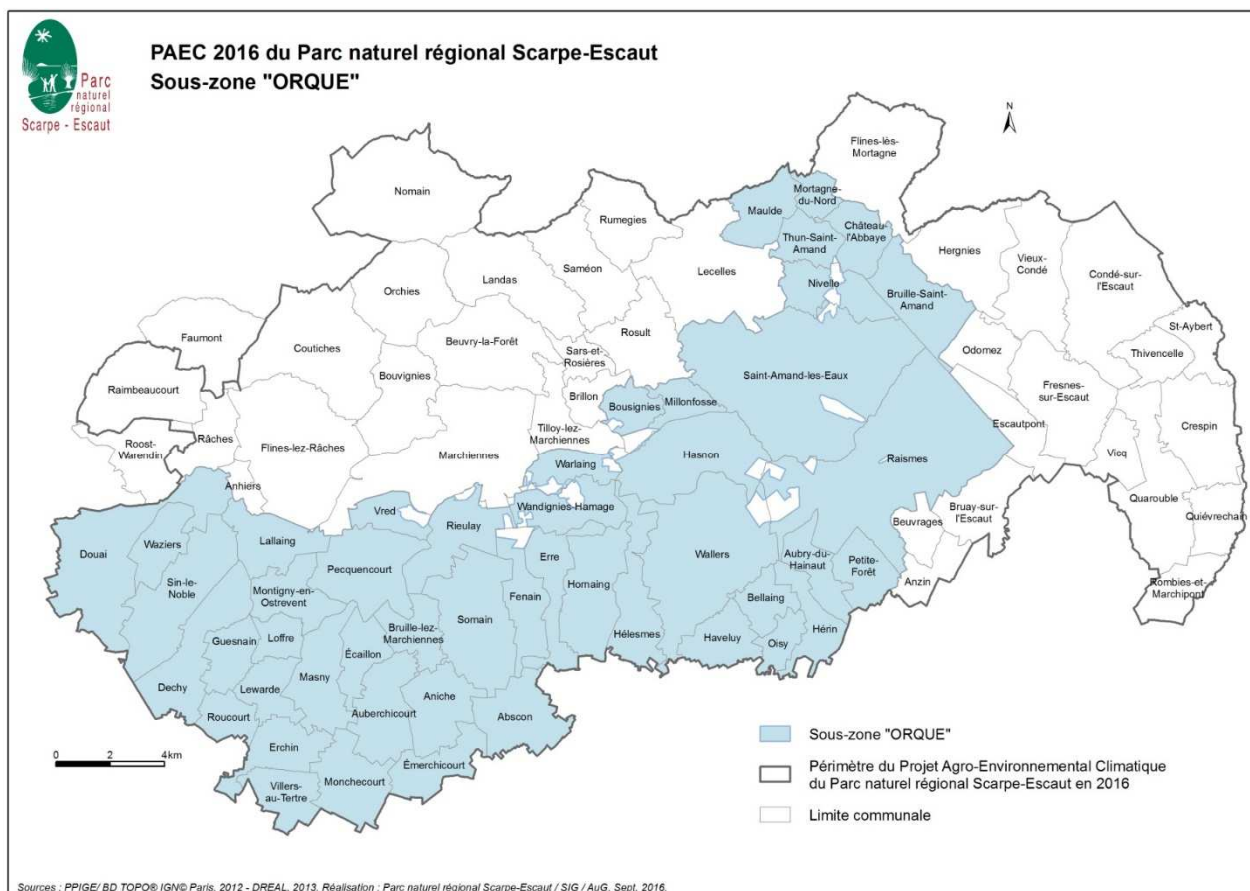 PAEC 2016 du Parc naturel régional Scarpe-Escaut
Sous-zone "ORQUE"
Parc
naturel
régional
Scarpe - Escaut
N
Flines-lès-
Mortagne
Nomain
Mortagne-
du-Nord
Maulde
Rumegies
Château-
l'Abbaye
Thun-Saint-
Amand
Hergnies
Vieux-
Condé
Condé-sur-
l'Escaut
Saméon
Lecelles
Landas
Orchies
Nivelle
Bruille-Saint-
Amand
St-Aybert
Faumont
Coutiches
Beuvry-la-Forêt
Rosult
Thivencelle
Sars-et-
Rosières
Odomez
Bouvignies
Raimbeaucourt
Saint-Amand-les-Eaux
Fresnes-
sur-Escaut
Brillon
Bousignies
Millonfosse
Escautpont
Crespin
Roost-
Warendin
Râches
Flines-lez-Râches
Tilloy-lez-
Marchiennes
Marchiennes
Hasnon
Raismes
Vicq
Warlaing
Anhiers
Quarouble
Vred
Wandignies-Hamage
Bruay-sur-
l'Escaut
Beuvrages
Quiévrechain
Rieulay
Douai
Waziers
Lallaing
Erre
Wallers
Aubry-du-
Hainaut
Petite-
Forêt
Pecquencourt
Sin-le-
Noble
Hornaing
Anzin
Rombies-et-
Marchipont
Montigny-en-
Ostrevent
Fenain
Bellaing
Bruille-lez-
Marchiennes
Somain
Guesnain
Loffre
Hélesmes
Haveluy
Oisy
Hérin
Écaillon
Masny
Dechy
Lewarde
Aniche
Roucourt
Auberchicourt
Abscon
Erchin
Émerchicourt
Villers-
au-Tertre
Monchecourt
0 2 4km
Sous-zone "ORQUE"
Périmètre du Projet Agro-Environnemental Climatique
du Parc naturel régional Scarpe-Escaut en 2016
Limite communale
Sources : PPIGE/ BD TOPO® IGN© Paris, 2012 - DREAL, 2013. Réalisation : Parc naturel régional Scarpe-Escaut / SIG / AuG, Sept. 2016.